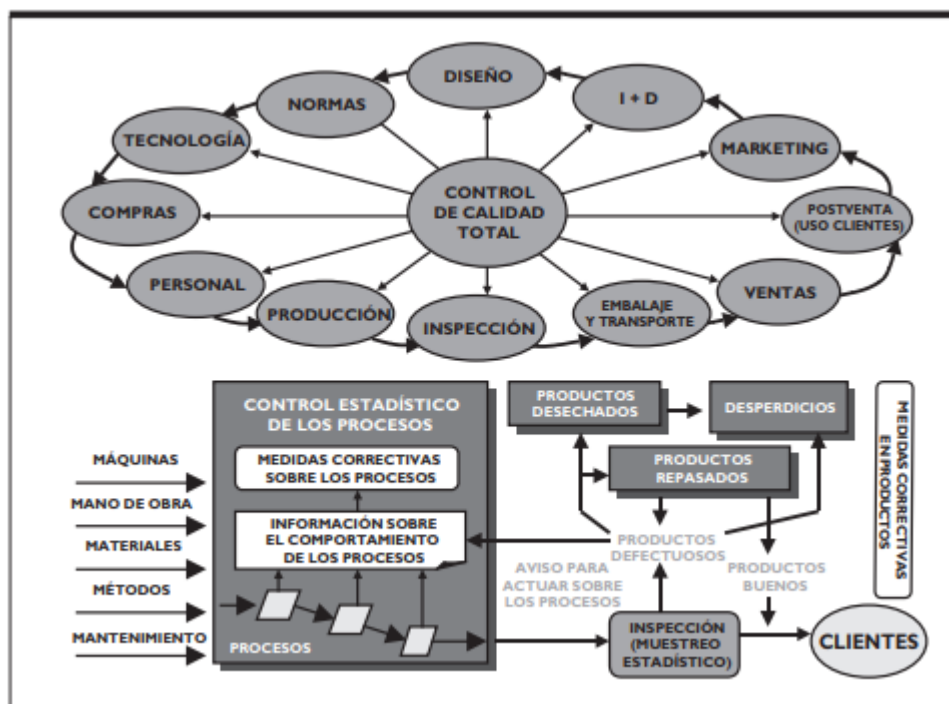 DISEÑO
I + D
NORMAS
TECNOLOGÍA
MARKETING
CONTROL
DE CALIDAD
TOTAL
COMPRAS
POSTVENTA
(USO CLIENTES)
PERSONAL
VENTAS
PRODUCCIÓN
INSPECCIÓN
EMBALAJE
Y TRANSPORTE
CONTROL ESTADÍSTICO
DE LOS PROCESOS
MEDIDAS CORRECTIVAS
SOBRE LOS PROCESOS
INFORMACIÓN SOBRE
EL COMPORTAMIENTO
DE LOS PROCESOS
PROCESOS
MÁQUINAS
MANO DE OBRA
MATERIALES
MÉTODOS
MANTENIMIENTO
PRODUCTOS
DESECHADOS
DESPERDICIOS
PRODUCTOS
REPASADOS
PRODUCTOS
DEFECTUOSOS
AVISO PARA
ACTUAR SOBRE
LOS PROCESOS
PRODUCTOS
BUENOS
INSPECCIÓN
(MUESTREO
ESTADÍSTICO)
CLIENTES
MEDIDAS CORRECTIVAS
EN PRODUCTOS